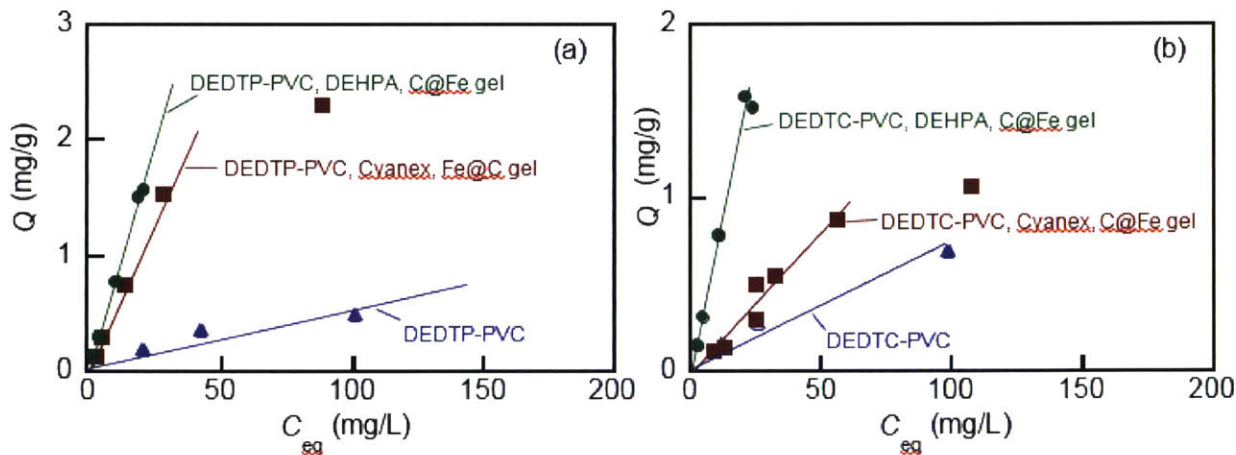 3
2
1
0
Q (mg/g)
(a)
DEDTP-PVC, DEHPA, C@Fe gel
DEDTP-PVC, Cyanex, Fe@C gel
DEDTP-PVC
0 50 100 150 200
C_eq (mg/L)
2
1
0
Q (mg/g)
(b)
DEDTC-PVC, DEHPA, C@Fe gel
DEDTC-PVC, Cyanex, C@Fe gel
DEDTC-PVC
0 50 100 150 200
C_eq (mg/L)